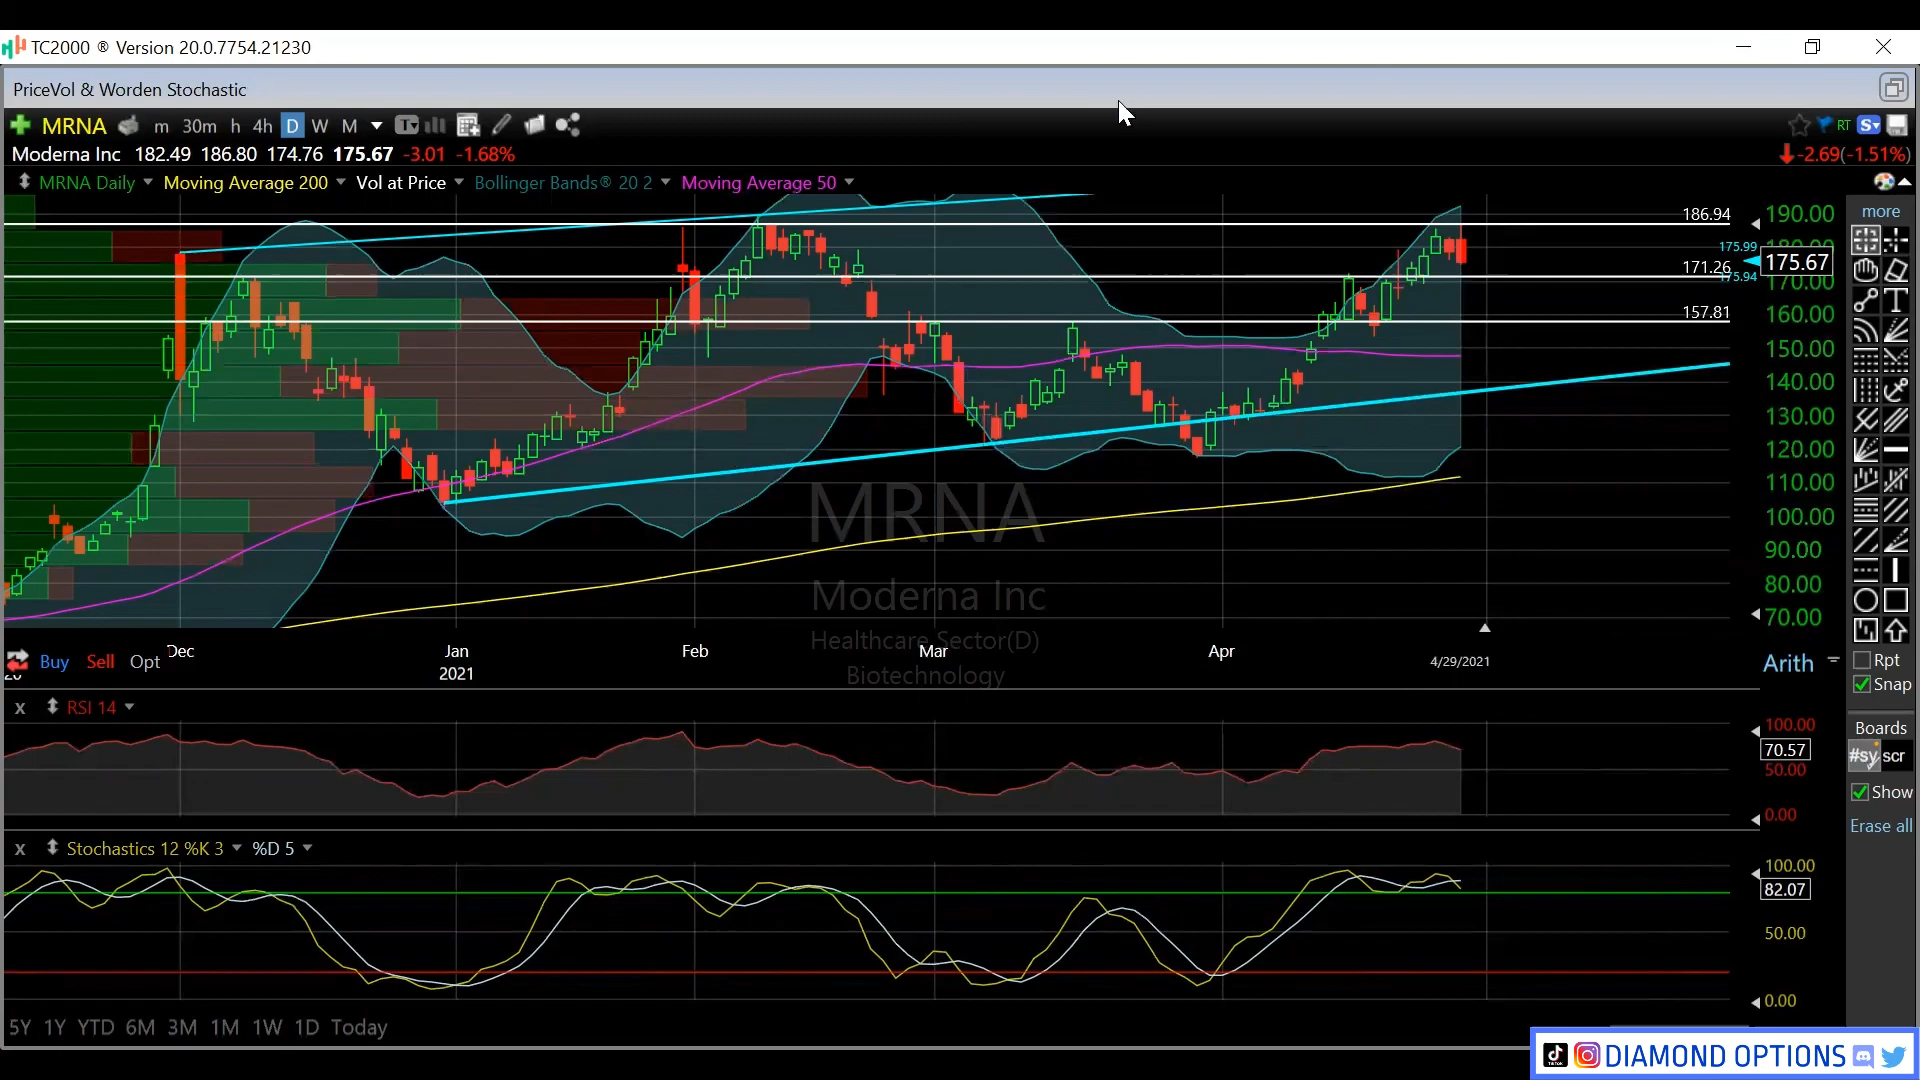 TC2000 ® Version 20.0.7754.21230
PriceVol & Worden Stochastic
MRNA m 30m h 4h D W M T RT S
Moderna Inc 182.49 186.80 174.76 175.67 -3.01 -1.68% -2.69(-1.51%)
MRNA Daily Moving Average 200 Vol at Price Bollinger Bands® 20 2 Moving Average 50
more
186.94
190.00
175.99
180.00
175.67
171.26
175.94
170.00
157.81
160.00
150.00
140.00
130.00
120.00
110.00
100.00
90.00
80.00
70.00
T
MRNA
Moderna Inc
Healthcare Sector(D)
Biotechnology
Dec Jan Feb Mar Apr
2021 4/29/2021
Buy Sell Opt
Arith
Rpt
Snap
x RSI 14
100.00
70.57
50.00
0.00
Boards
#sy scr
Show
Erase all
x Stochastics 12 %K 3 %D 5
100.00
82.07
50.00
0.00
5Y 1Y YTD 6M 3M 1M 1W 1D Today
DIAMOND OPTIONS